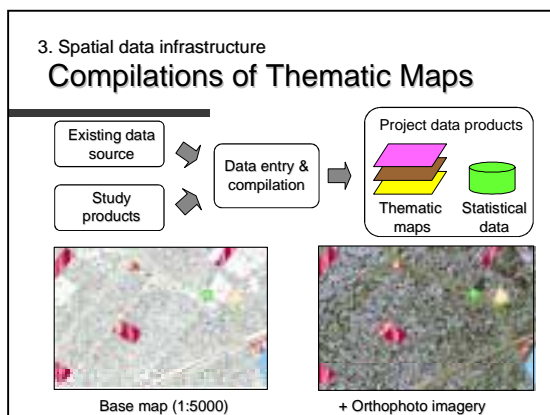 3. Spatial data infrastructure
Compilations of Thematic Maps
Existing data
source
Study
products
Data entry &
compilation
Project data products
Thematic
maps
Statistical
data
Base map (1:5000)
+ Orthophoto imagery